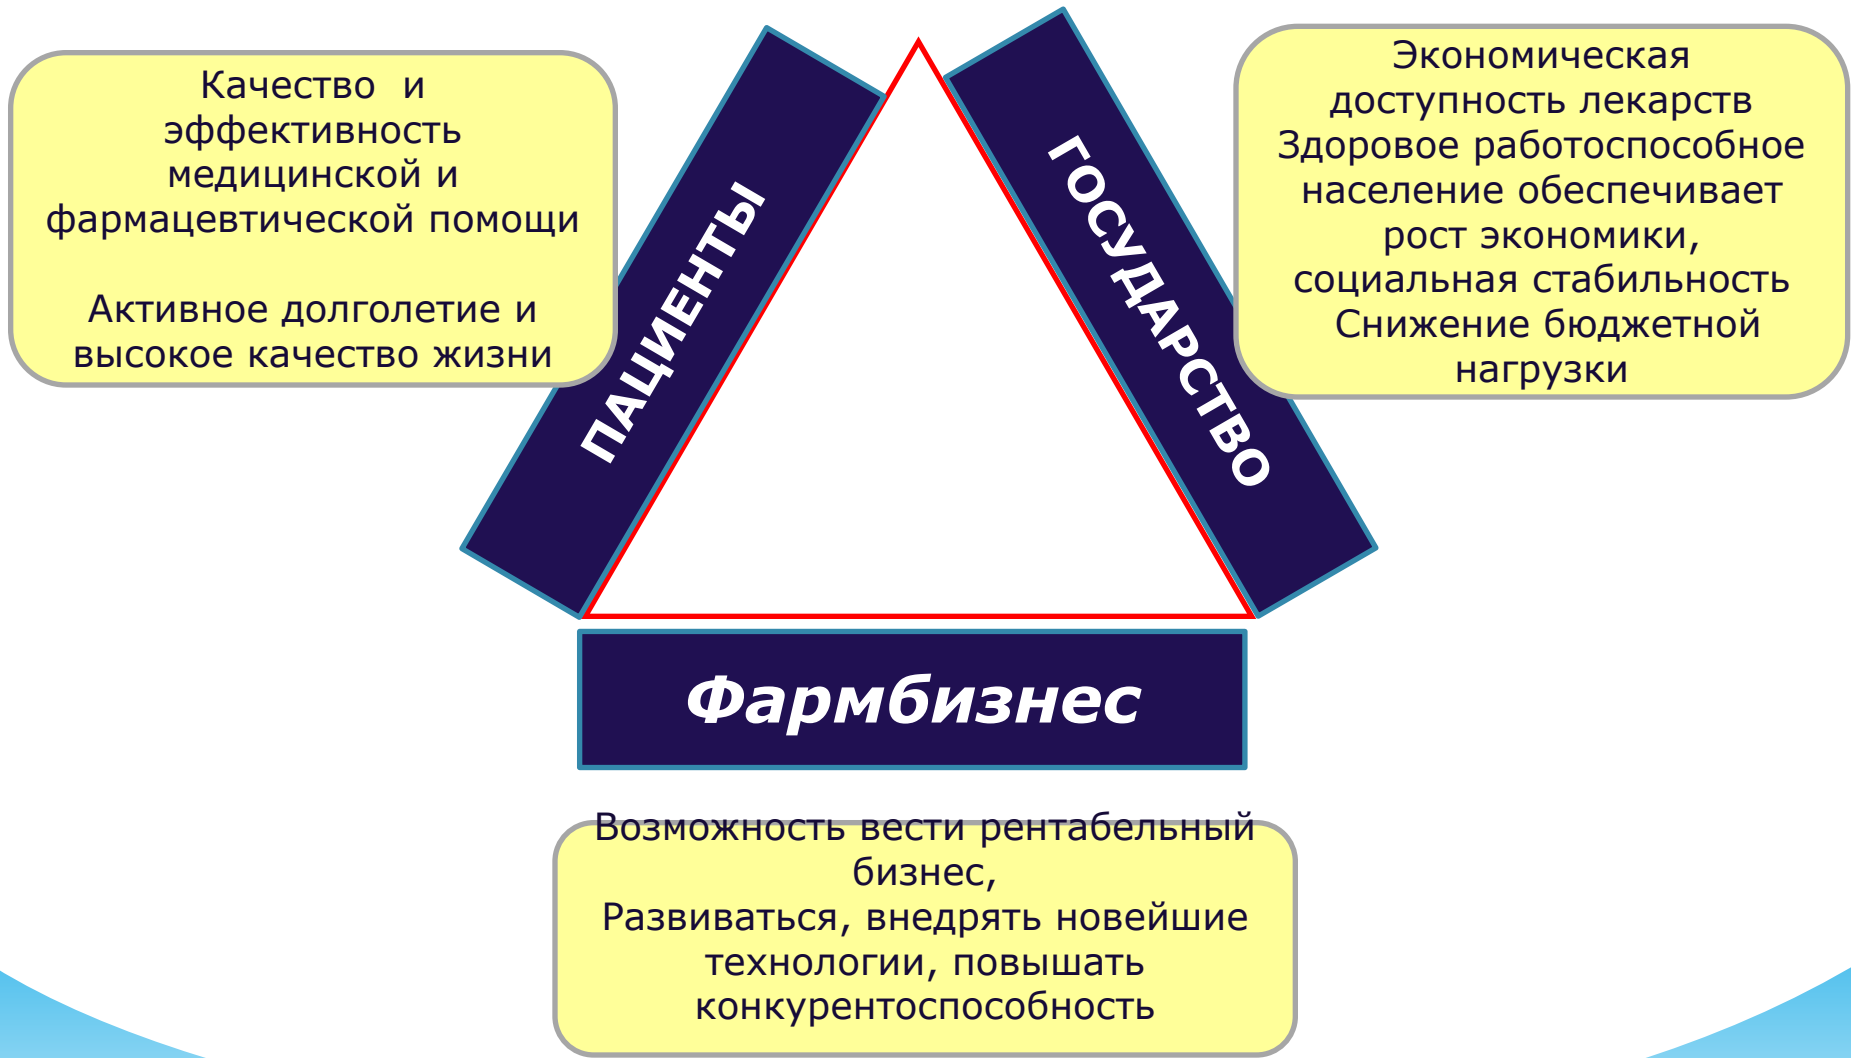 Качество и
эффективность
медицинской и
фармацевтической помощи
Активное долголетие и
высокое качество жизни
ПАЦИЕНТЫ
ГОСУДАРСТВО
Экономическая
доступность лекарств
Здоровое работоспособное
население обеспечивает
рост экономики,
социальная стабильность
Снижение бюджетной
нагрузки
Фармбизнес
Возможность вести рентабельный
бизнес,
Развиваться, внедрять новейшие
технологии, повышать
конкурентоспособность